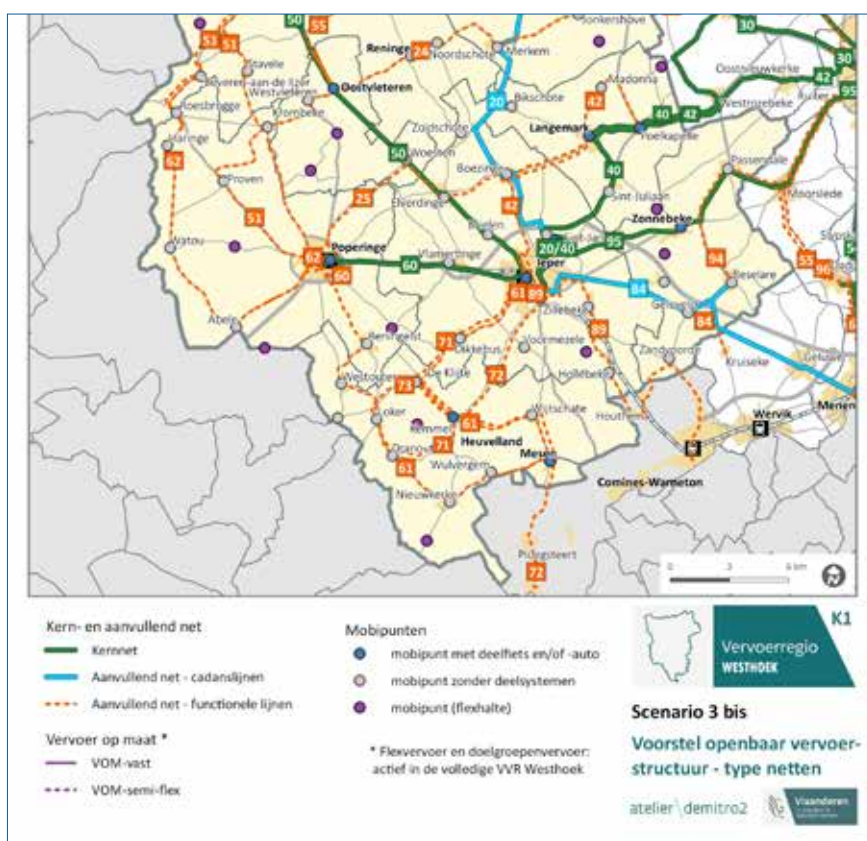 50
55
53
51
Stavele
Reninge
24
Noordschote
Merkem
Jonkershove
30
30
Beveren-aan-de IJzer
Westvleteren
Oostvleteren
Bikschote
Madonna
Oostnieuwkerke
42
Westrozebeke
95
Roesbrugge
Krombeke
20
42
Langemark
40
42
Poelkapelle
Haringe
Zuidschote
Woesten
50
Boezinge
40
Passendale
62
Proven
25
Elverdinge
42
Sint-Juliaan
Moorslede
51
Zonnebeke
Watou
Poperinge
62
60
Vlamertinge
60
20/40
95
Ieper
94
55
96
61
89
84
Beselare
Abele
Zillebeke
84
71
Dikkebus
Voormezele
89
Zandvoorde
Geluwe
Westouter
73
De Klijte
72
Hollebeke
Kruiseke
Loker
61
Wijtschate
Houthem
Wervik
Menen
Kemmel
71
Heuvelland
61
Wulvergem
Comines-Warneton
Nieuwkerke
72
0 3 6 km
Kern- en aanvullend net
Kernnet
Aanvullend net - cadanslijnen
Aanvullend net - functionele lijnen
Vervoer op maat *
VOM-vast
VOM-semi-flex
Mobipunten
mobipunt met deelfiets en/of -auto
mobipunt zonder deelsystemen
mobipunt (flexhalte)
* Flexvervoer en doelgroepenvervoer:
actief in de volledige VVR Westhoek
K1
Vervoerregio
WESTHOEK
Scenario 3 bis
Voorstel openbaar vervoer-
structuur - type netten
atelier\demitro2
Vlaanderen